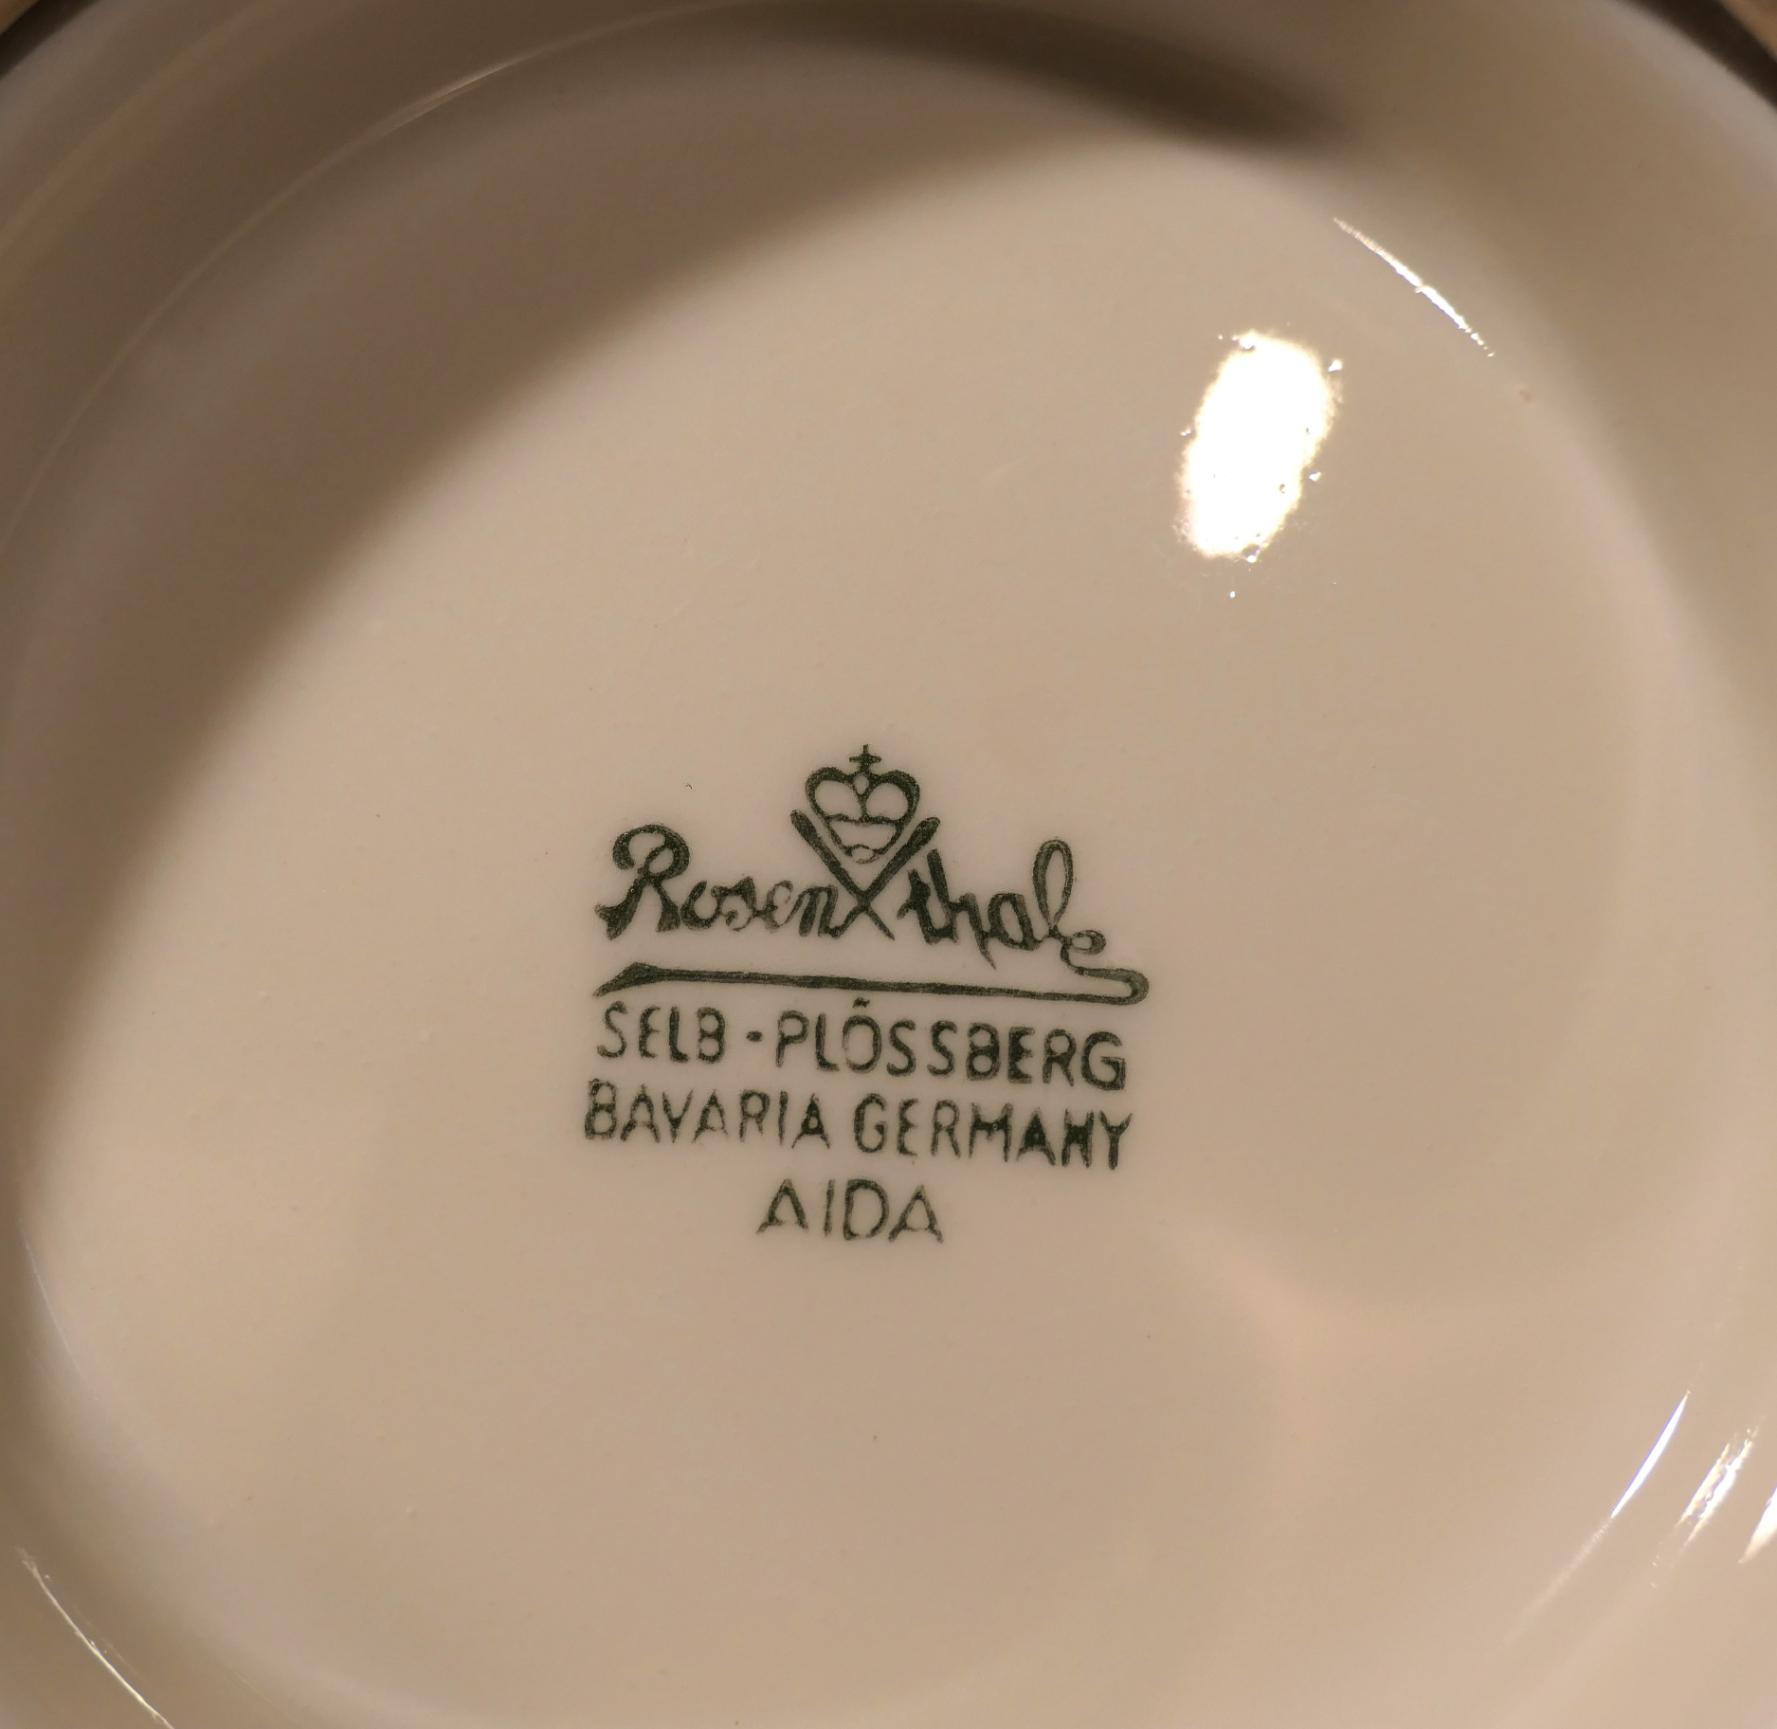 Rosenthal
SELB-PLÖSSBERG
BAVARIA GERMANY
AIDA